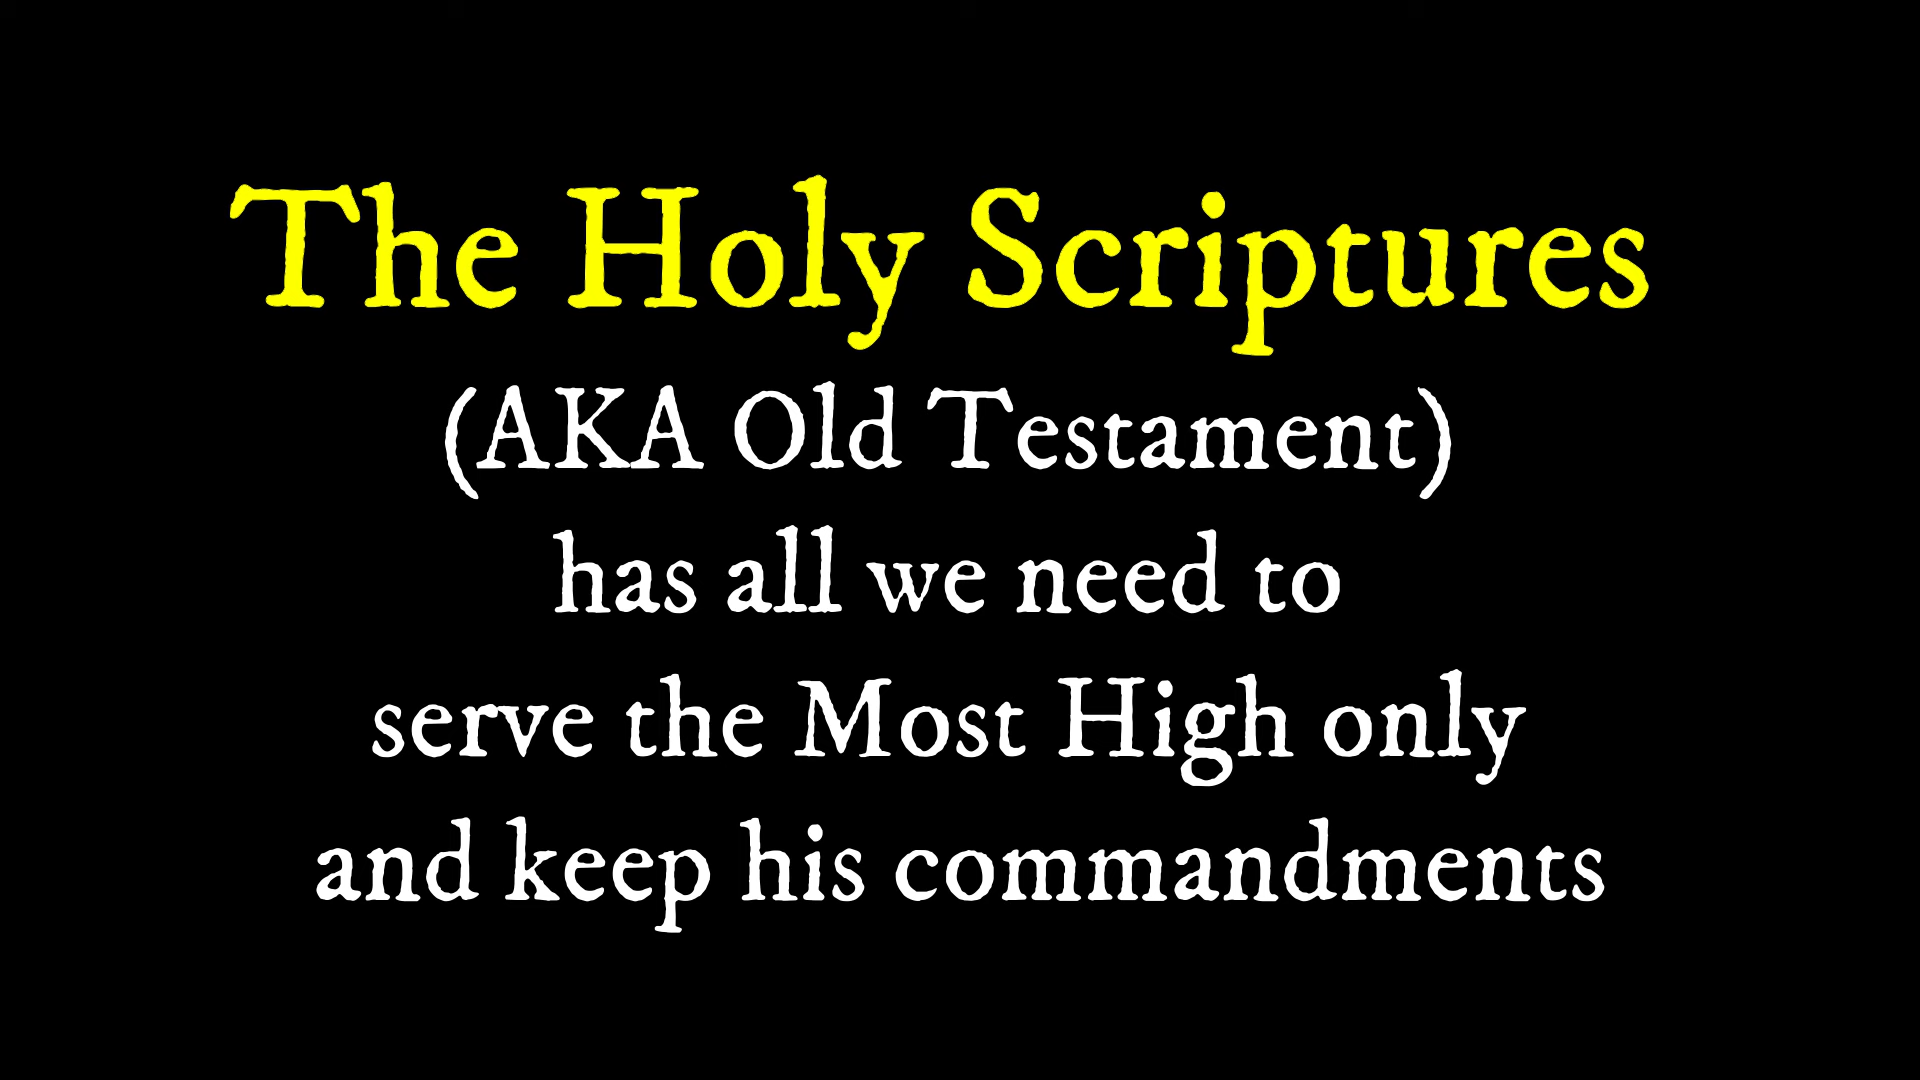 The Holy Scriptures
(AKA Old Testament)
has all we need to
serve the Most High only
and keep his commandments